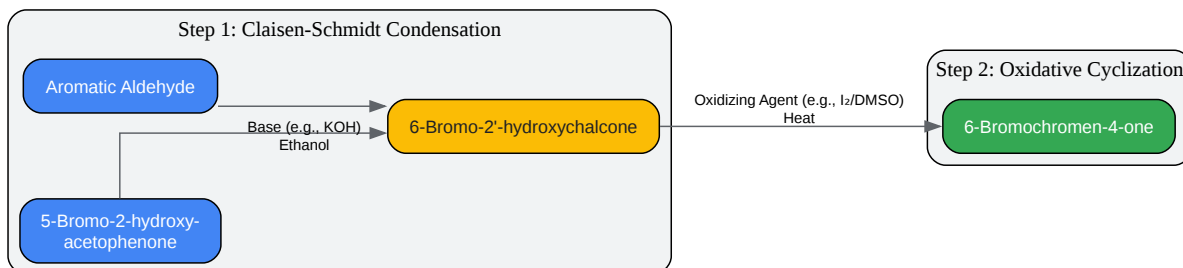 Step 1: Claisen-Schmidt Condensation
Aromatic Aldehyde
5-Bromo-2-hydroxy-
acetophenone
Base (e.g., KOH)
Ethanol
6-Bromo-2'-hydroxychalcone
Oxidizing Agent (e.g., I₂/DMSO)
Heat
Step 2: Oxidative Cyclization
6-Bromochromen-4-one